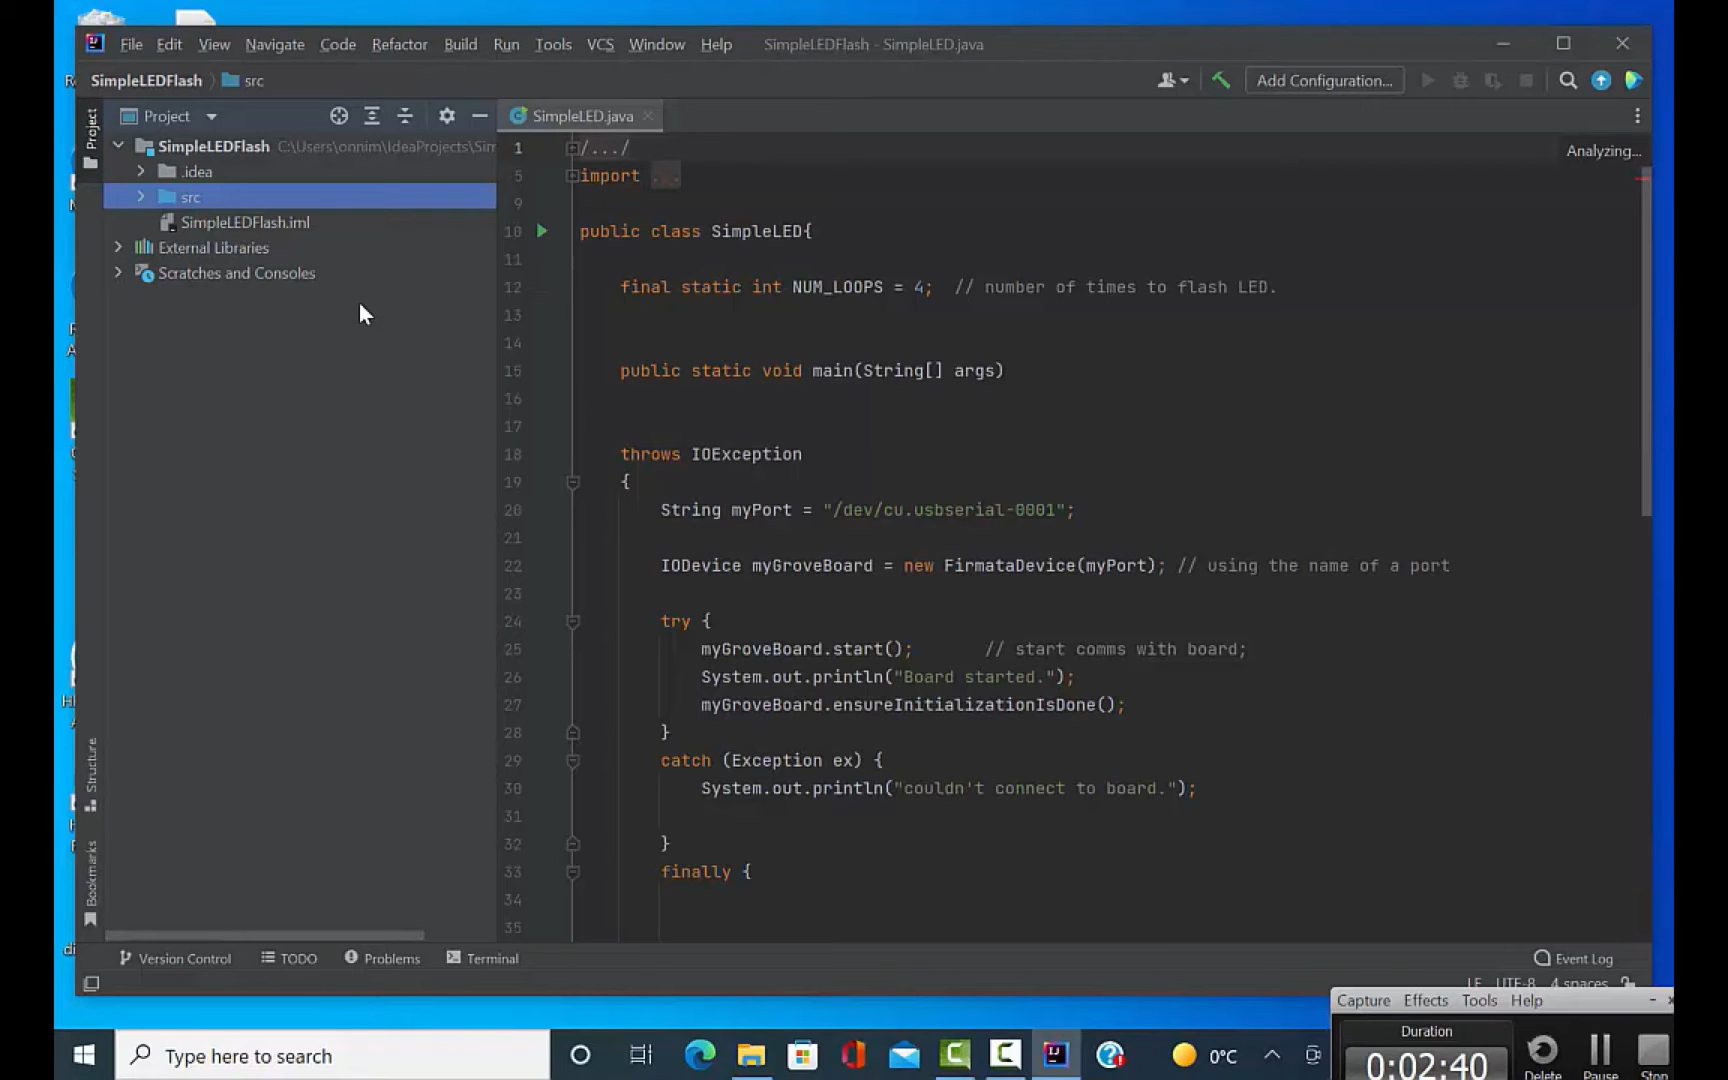 File Edit View Navigate Code Refactor Build Run Tools VCS Window Help SimpleLEDFlash - SimpleLED.java
SimpleLEDFlash src Add Configuration...
Project SimpleLED.java
Project
SimpleLEDFlash C:\Users\onnim\IdeaProjects\Sim
.idea
src
SimpleLEDFlash.iml
External Libraries
Scratches and Consoles
Structure
Bookmarks
Analyzing...
1 /.../
5 import ...
9
10 public class SimpleLED{
11
12 final static int NUM_LOOPS = 4; // number of times to flash LED.
13
14
15 public static void main(String[] args)
16
17
18 throws IOException
19 {
20 String myPort = "/dev/cu.usbserial-0001";
21
22 IODevice myGroveBoard = new FirmataDevice(myPort); // using the name of a port
23
24 try {
25 myGroveBoard.start(); // start comms with board;
26 System.out.println("Board started.");
27 myGroveBoard.ensureInitializationIsDone();
28 }
29 catch (Exception ex) {
30 System.out.println("couldn't connect to board.");
31
32 }
33 finally {
34
35
Version Control TODO Problems Terminal Event Log
LF UTF-8 4 spaces
Capture Effects Tools Help
Duration
0:02:40
Delete Pause Stop
Type here to search 0°C